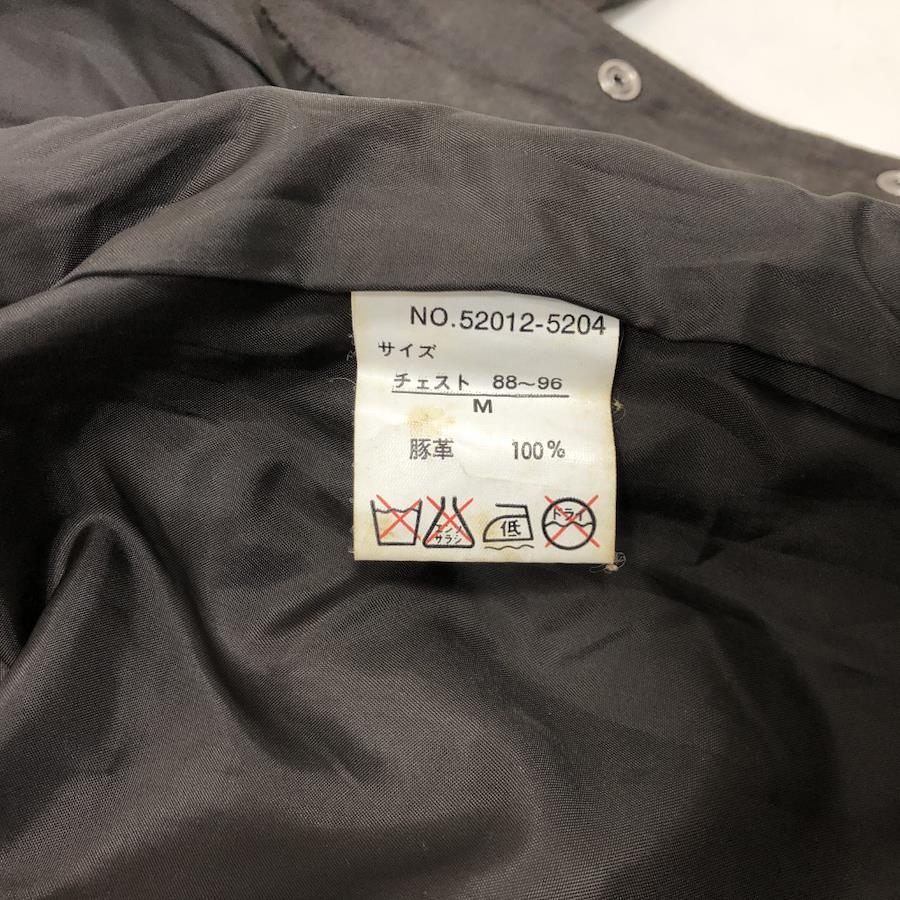 NO.52012-5204
サイズ
チェスト 88～96
M
豚革 100%
エンソ サラシ 低 ドライ